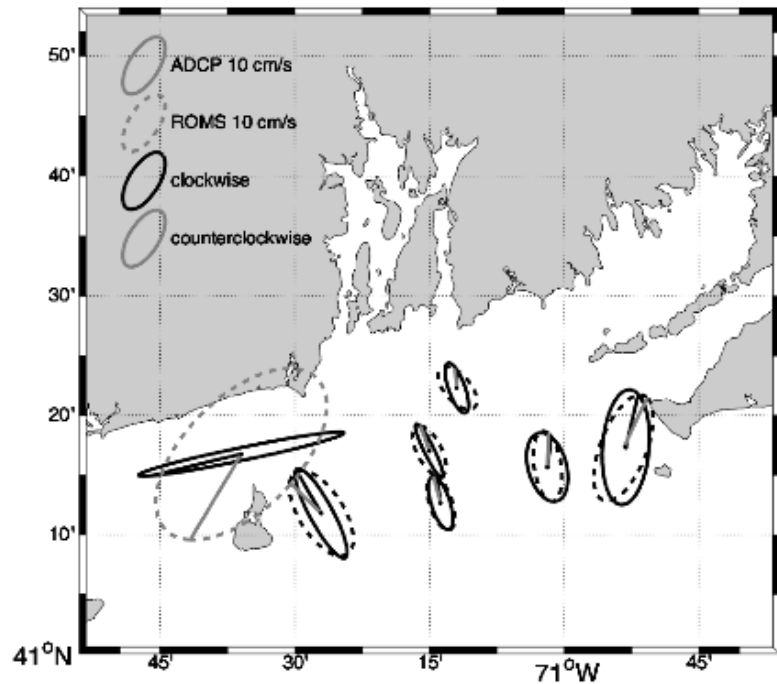 50'
ADCP 10 cm/s
ROMS 10 cm/s
40'
clockwise
counterclockwise
30'
20'
10'
41°N
45' 30' 15' 71°W 45'